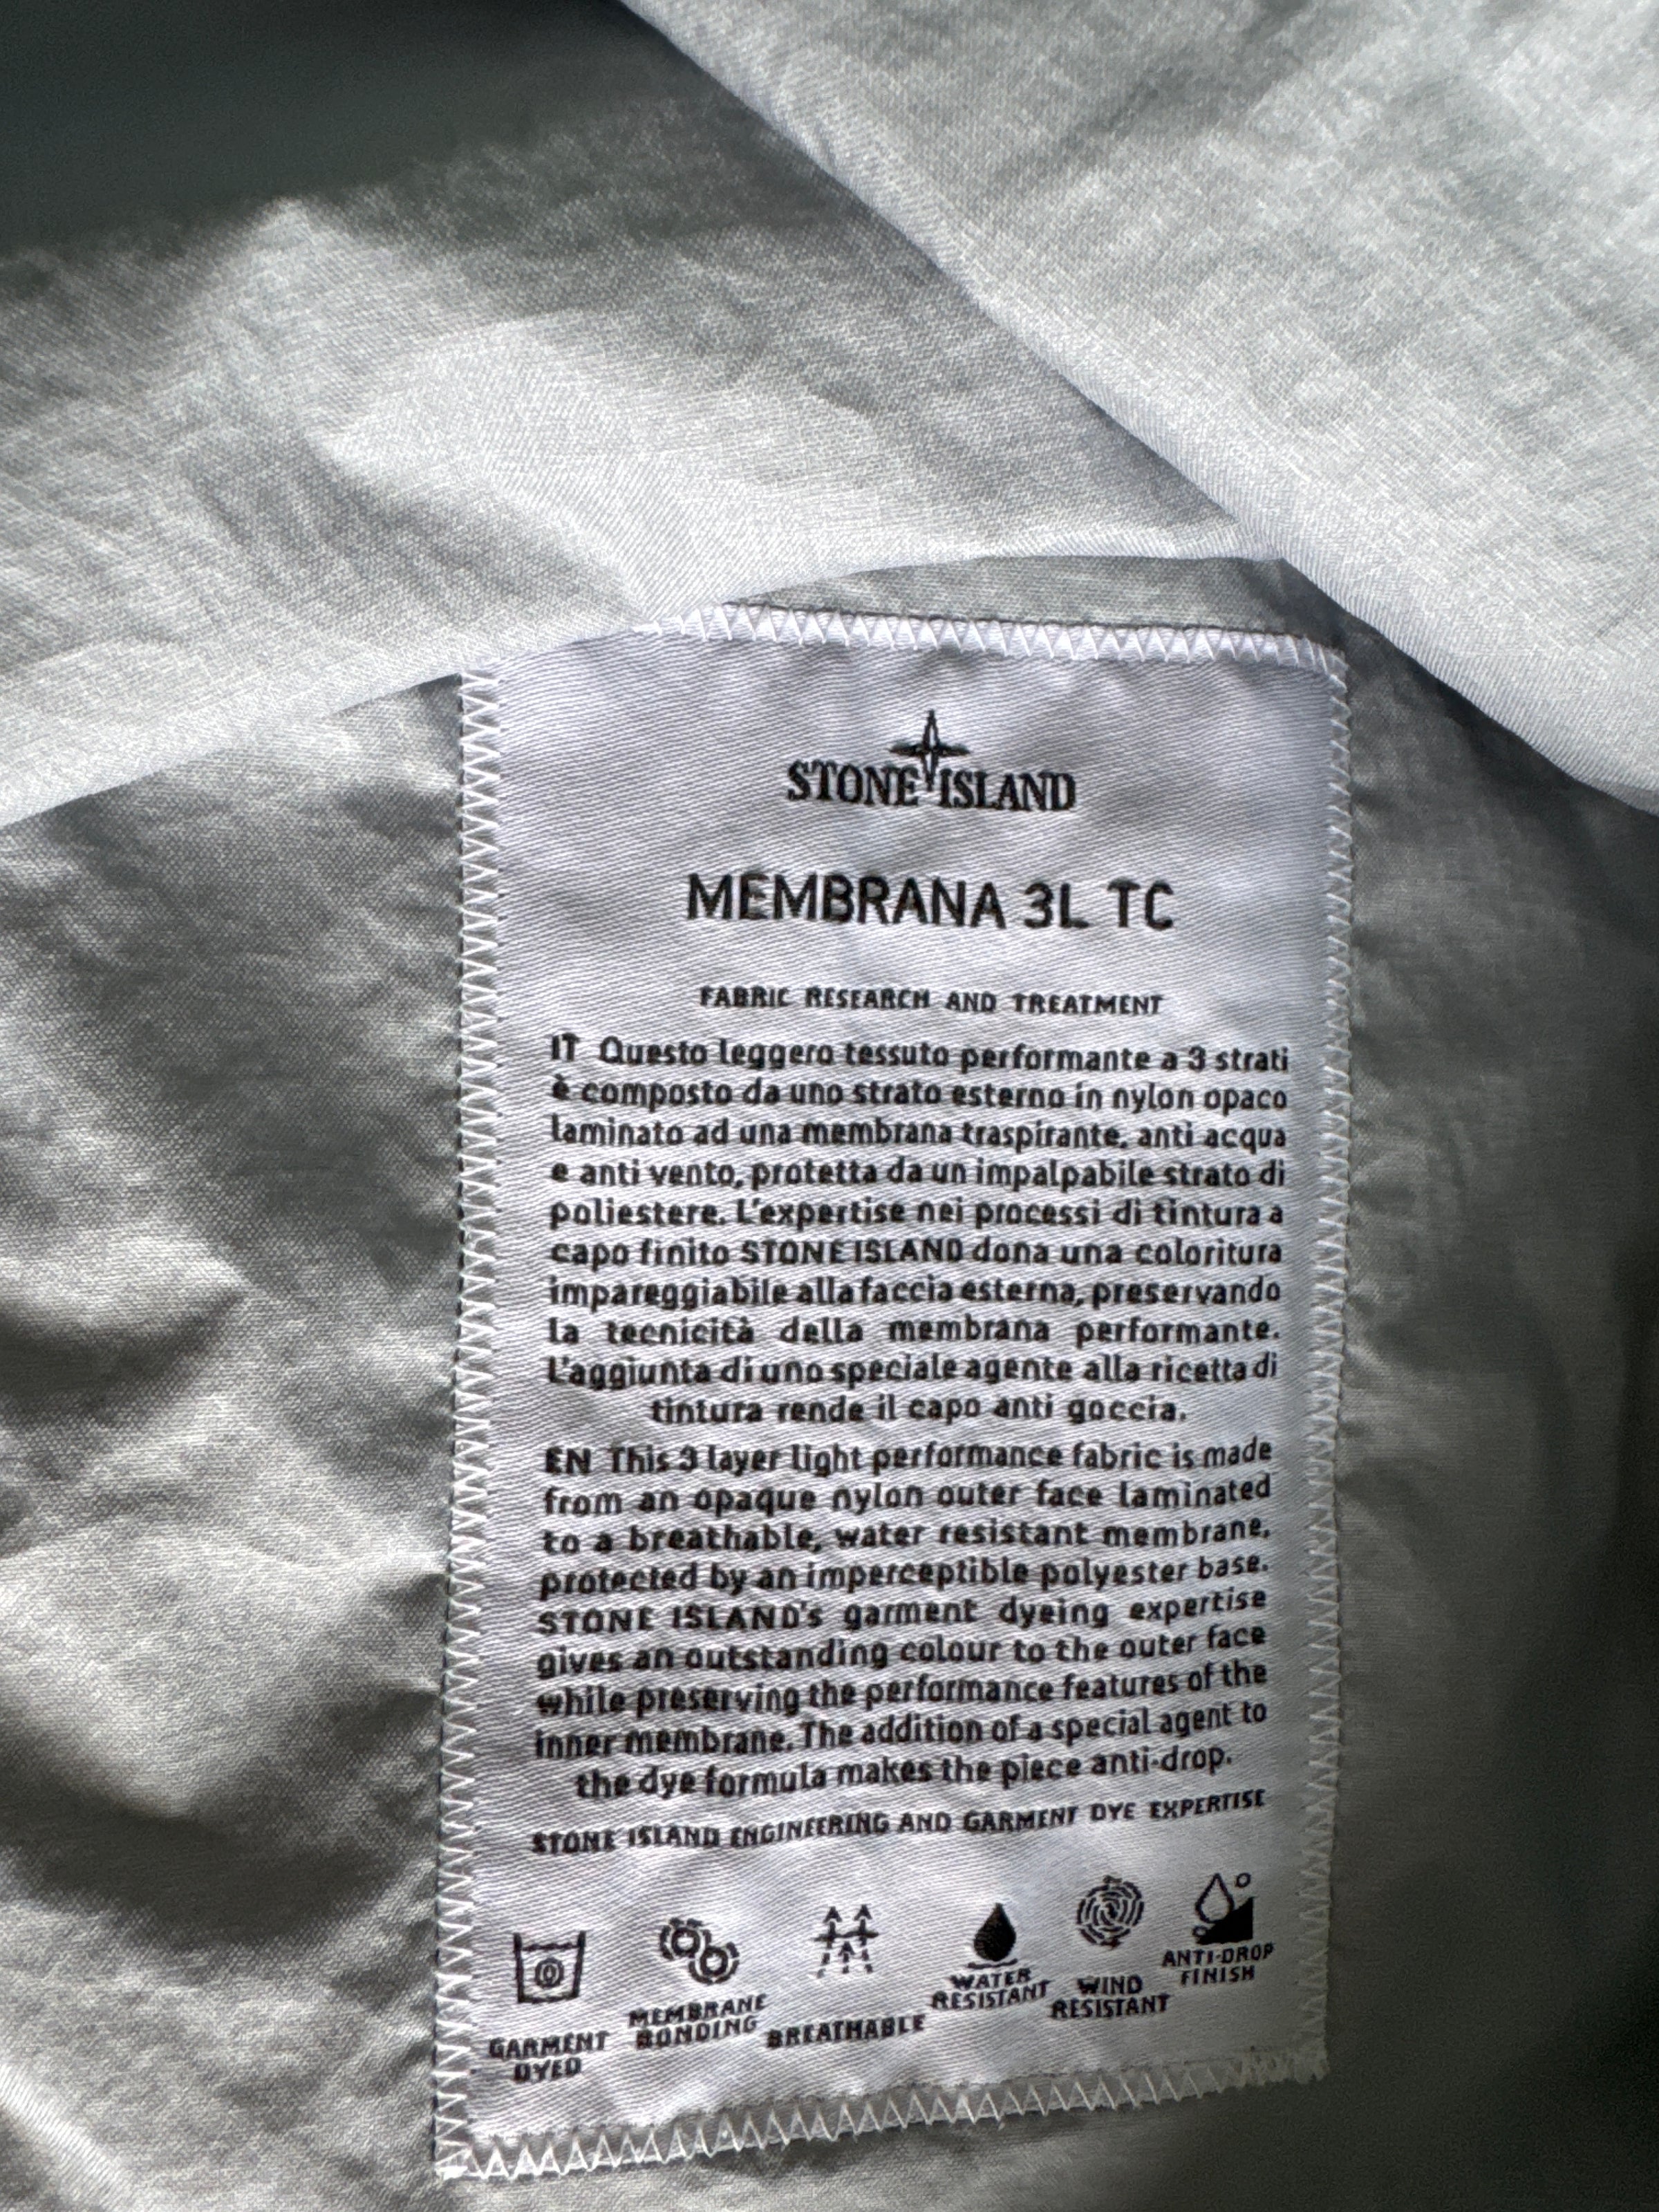 STONE ISLAND
MEMBRANA 3L TC
FABRIC RESEARCH AND TREATMENT
IT Questo leggero tessuto performante a 3 strati
è composto da uno strato esterno in nylon opaco
laminato ad una membrana traspirante, anti acqua
e anti vento, protetta da un impalpabile strato di
poliestere. L'expertise nei processi di tintura a
capo finito STONE ISLAND dona una coloritura
impareggiabile alla faccia esterna, preservando
la tecnicità della membrana performante.
L'aggiunta di uno speciale agente alla ricetta di
tintura rende il capo anti goccia.
EN This 3 layer light performance fabric is made
from an opaque nylon outer face laminated
to a breathable, water resistant membrane,
protected by an imperceptible polyester base.
STONE ISLAND's garment dyeing expertise
gives an outstanding colour to the outer face
while preserving the performance features of the
inner membrane. The addition of a special agent to
the dye formula makes the piece anti-drop.
STONE ISLAND ENGINEERING AND GARMENT DYE EXPERTISE
GARMENT
DYED
MEMBRANE
BONDING
BREATHABLE
WATER
RESISTANT
WIND
RESISTANT
ANTI-DROP
FINISH